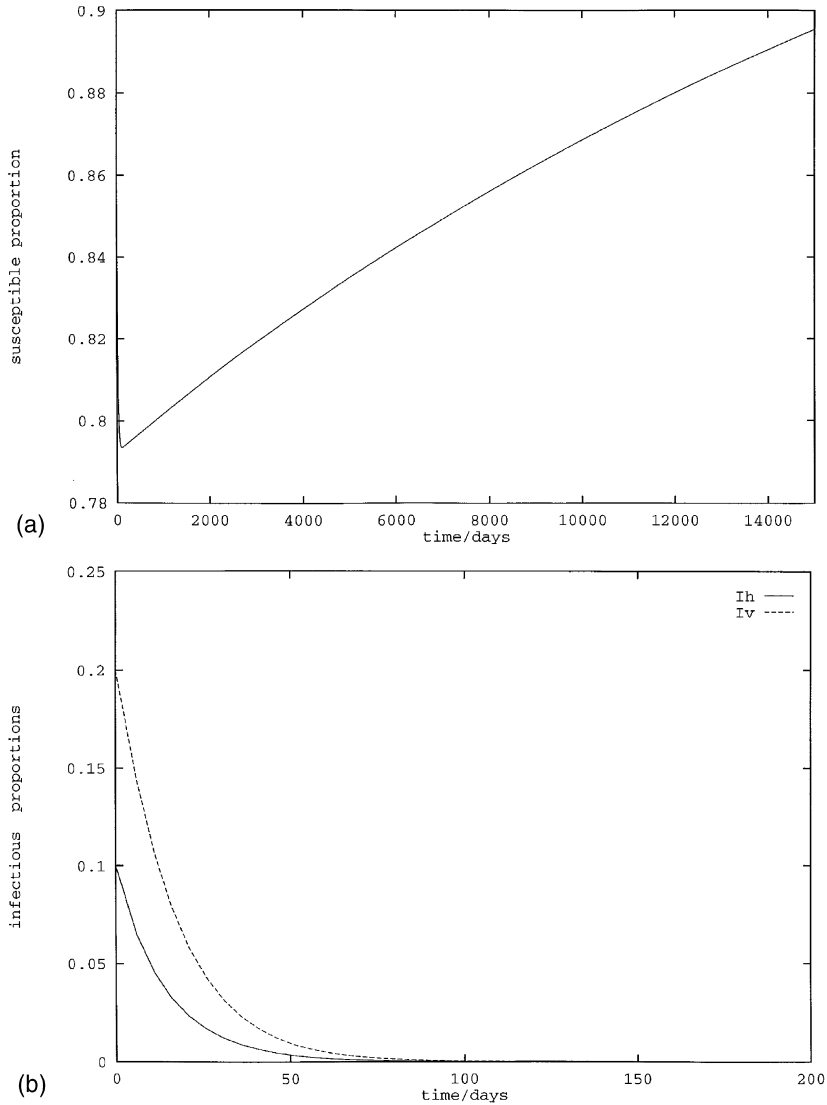 0.9
0.88
0.86
0.84
0.82
0.8
0.78
susceptible proportion
0 2000 4000 6000 8000 10000 12000 14000
time/days
(a)
0.25
0.2
0.15
0.1
0.05
0
infectious proportions
Ih
Iv
0 50 100 150 200
time/days
(b)